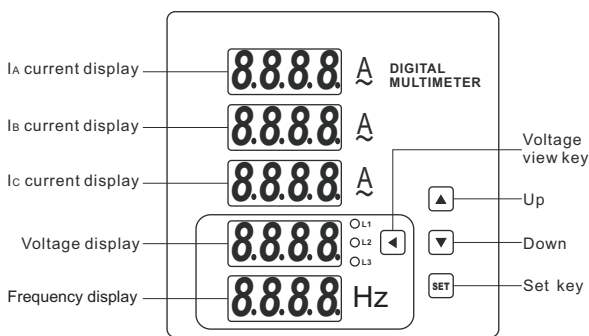 IA current display
8.8.8.8. A
DIGITAL
MULTIMETER
IB current display
8.8.8.8. A
IC current display
8.8.8.8. A
Voltage
view key
Up
Voltage display
8.8.8.8.
L1
L2
L3
Down
Frequency display
8.8.8.8. Hz
SET
Set key